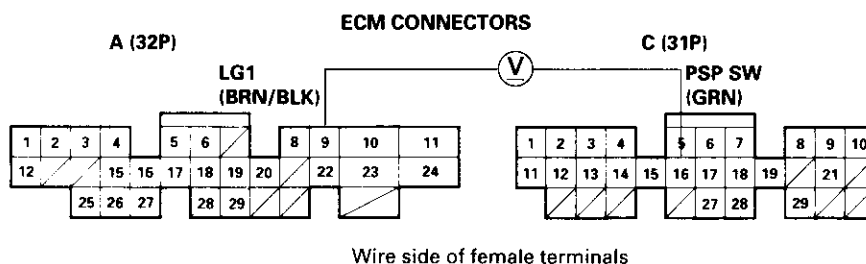 ECM CONNECTORS
A (32P)
C (31P)
LG1
(BRN/BLK)
V
PSP SW
(GRN)
1 2 3 4 5 6 8 9 10 11
12 15 16 17 18 19 20 22 23 24
25 26 27 28 29
1 2 3 4 5 6 7 8 9 10
11 12 13 14 15 16 17 18 19 21
27 28 29
Wire side of female terminals